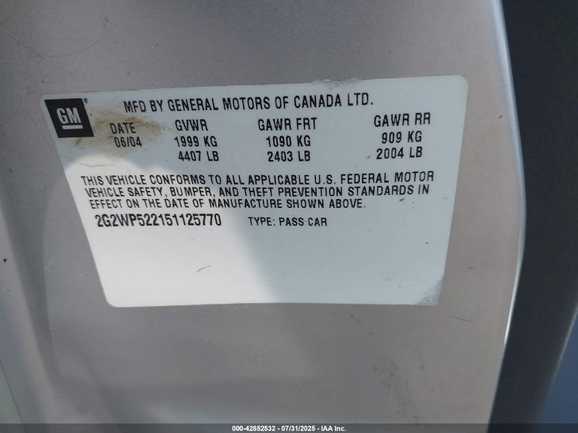 GM
MFD BY GENERAL MOTORS OF CANADA LTD.
DATE GVWR GAWR FRT GAWR RR
06/04 1999 KG 1090 KG 909 KG
4407 LB 2403 LB 2004 LB
THIS VEHICLE CONFORMS TO ALL APPLICABLE U.S. FEDERAL MOTOR
VEHICLE SAFETY, BUMPER, AND THEFT PREVENTION STANDARDS IN
EFFECT ON THE DATE OF MANUFACTURE SHOWN ABOVE.
2G2WP522151125770 TYPE: PASS CAR
000-42552532 - 07/31/2025 - IAA Inc.